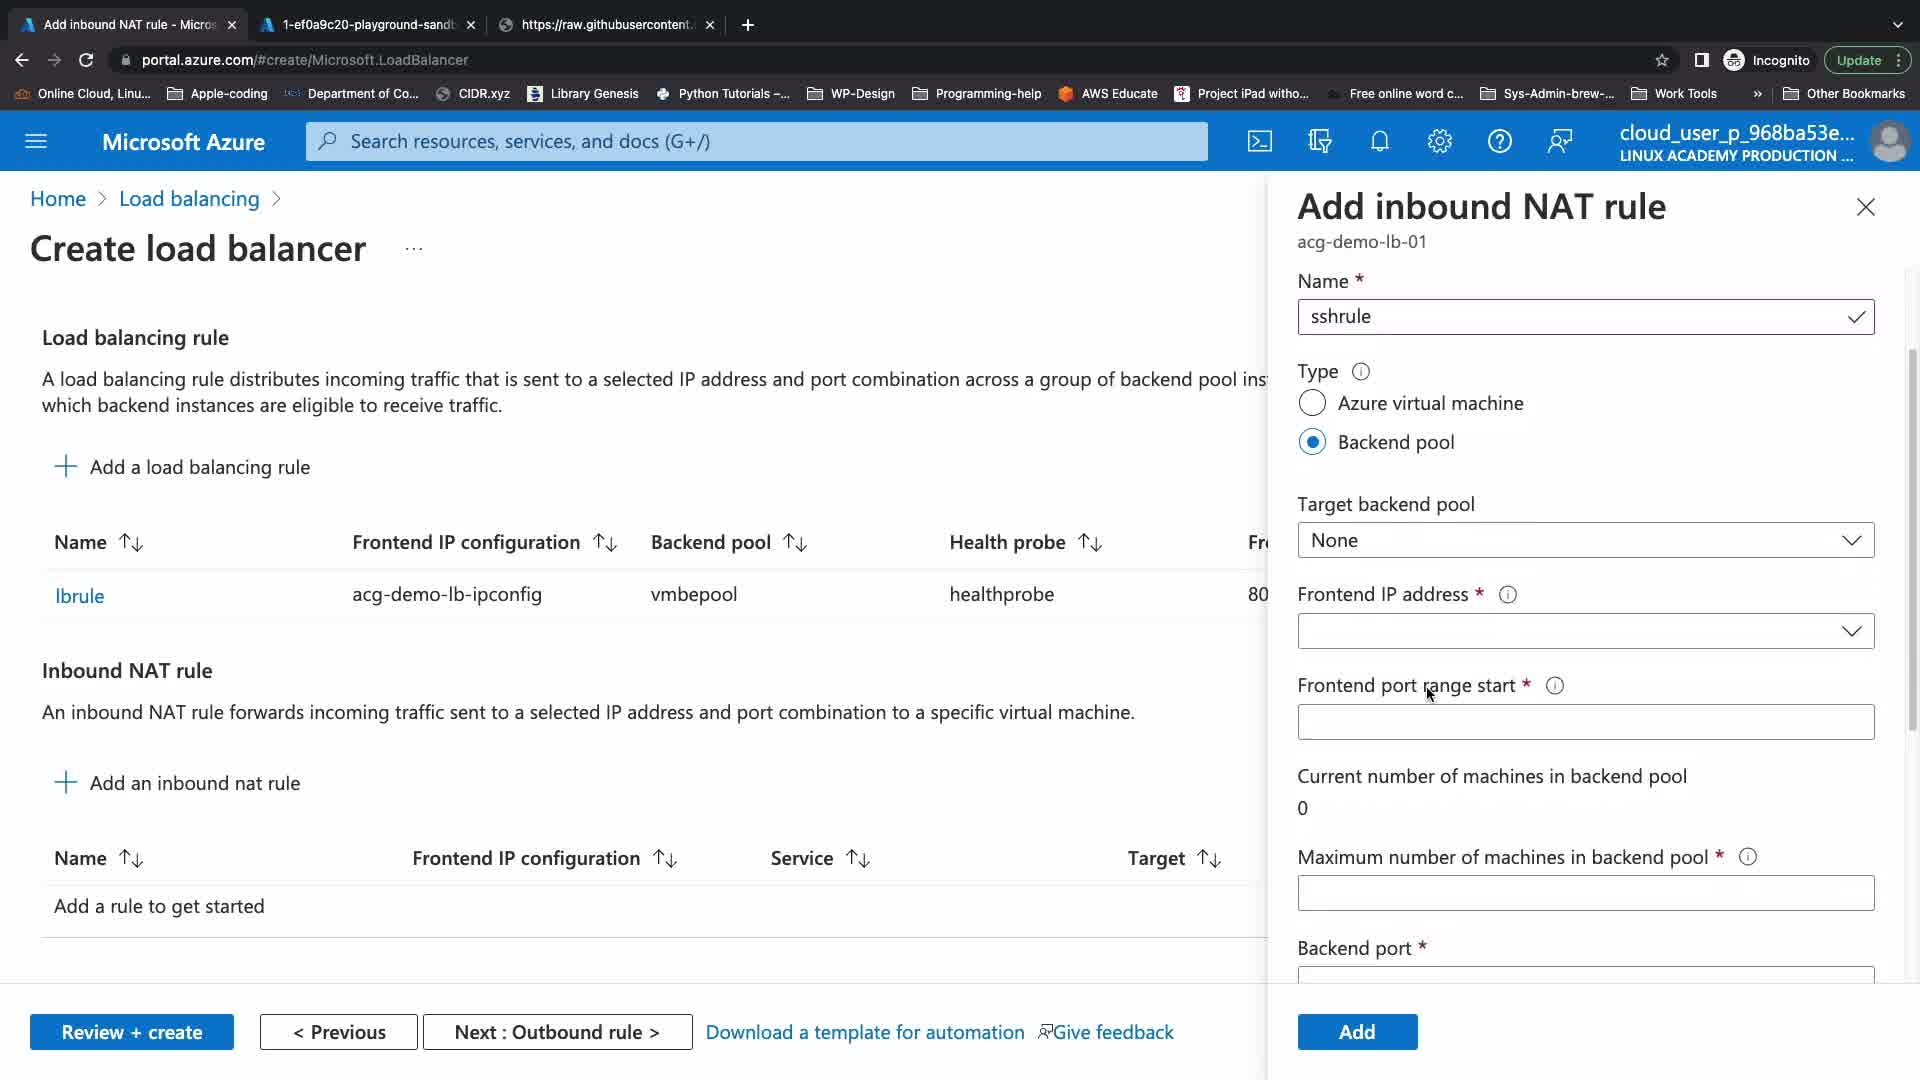 Add inbound NAT rule - Micros
1-ef0a9c20-playground-sandb
https://raw.githubusercontent.
portal.azure.com/#create/Microsoft.LoadBalancer
Incognito
Update
Online Cloud, Linu...
Apple-coding
Department of Co...
CIDR.xyz
Library Genesis
Python Tutorials –...
WP-Design
Programming-help
AWS Educate
Project iPad witho...
Free online word c...
Sys-Admin-brew-...
Work Tools
»
Other Bookmarks
Microsoft Azure
Search resources, services, and docs (G+/)
cloud_user_p_968ba53e...
LINUX ACADEMY PRODUCTION ...
Home > Load balancing >
Create load balancer ...
Load balancing rule
A load balancing rule distributes incoming traffic that is sent to a selected IP address and port combination across a group of backend pool ins
which backend instances are eligible to receive traffic.
+ Add a load balancing rule
Name Frontend IP configuration Backend pool Health probe Fr
lbrule acg-demo-lb-ipconfig vmbepool healthprobe 80
Inbound NAT rule
An inbound NAT rule forwards incoming traffic sent to a selected IP address and port combination to a specific virtual machine.
+ Add an inbound nat rule
Name Frontend IP configuration Service Target
Add a rule to get started
Review + create
< Previous
Next : Outbound rule >
Download a template for automation
Give feedback
Add inbound NAT rule
acg-demo-lb-01
Name *
sshrule
Type
Azure virtual machine
Backend pool
Target backend pool
None
Frontend IP address *
Frontend port range start *
Current number of machines in backend pool
0
Maximum number of machines in backend pool *
Backend port *
Add